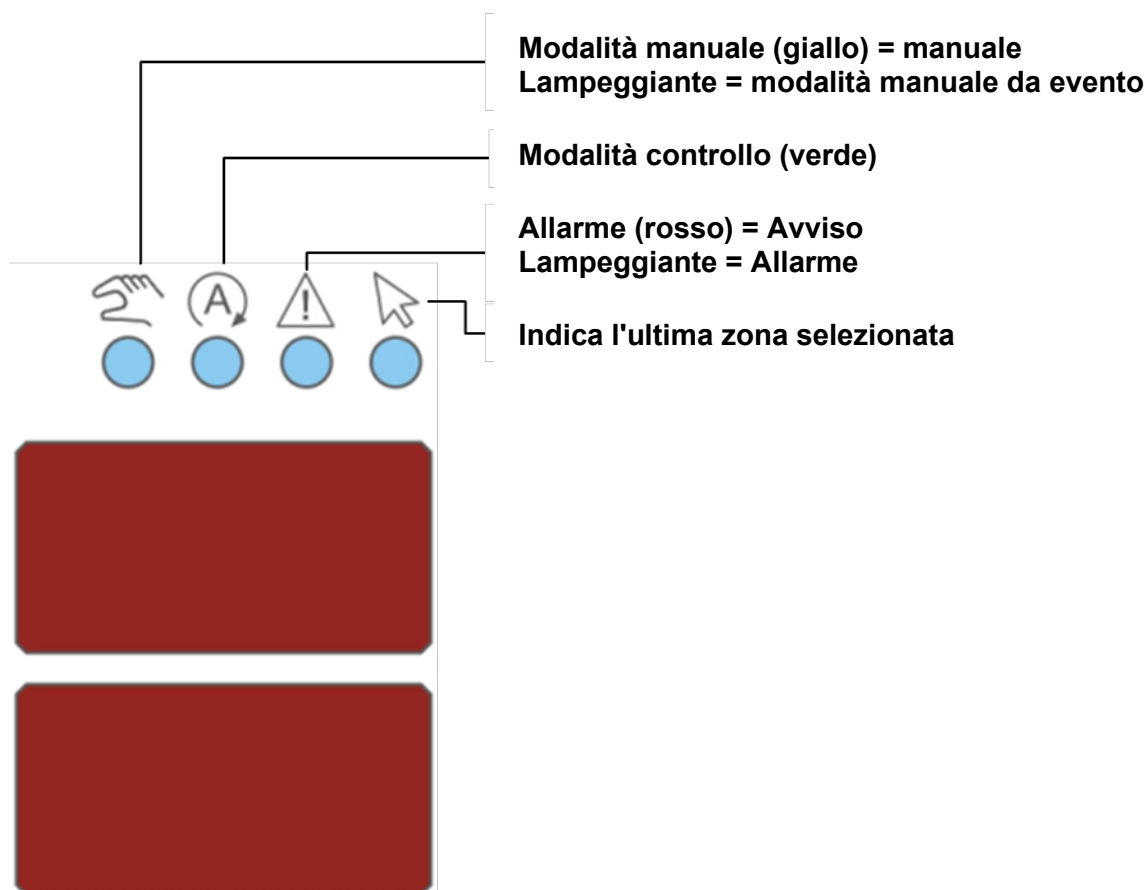 Modalità manuale (giallo) = manuale
Lampeggiante = modalità manuale da evento
Modalità controllo (verde)
Allarme (rosso) = Avviso
Lampeggiante = Allarme
A
!
Indica l'ultima zona selezionata